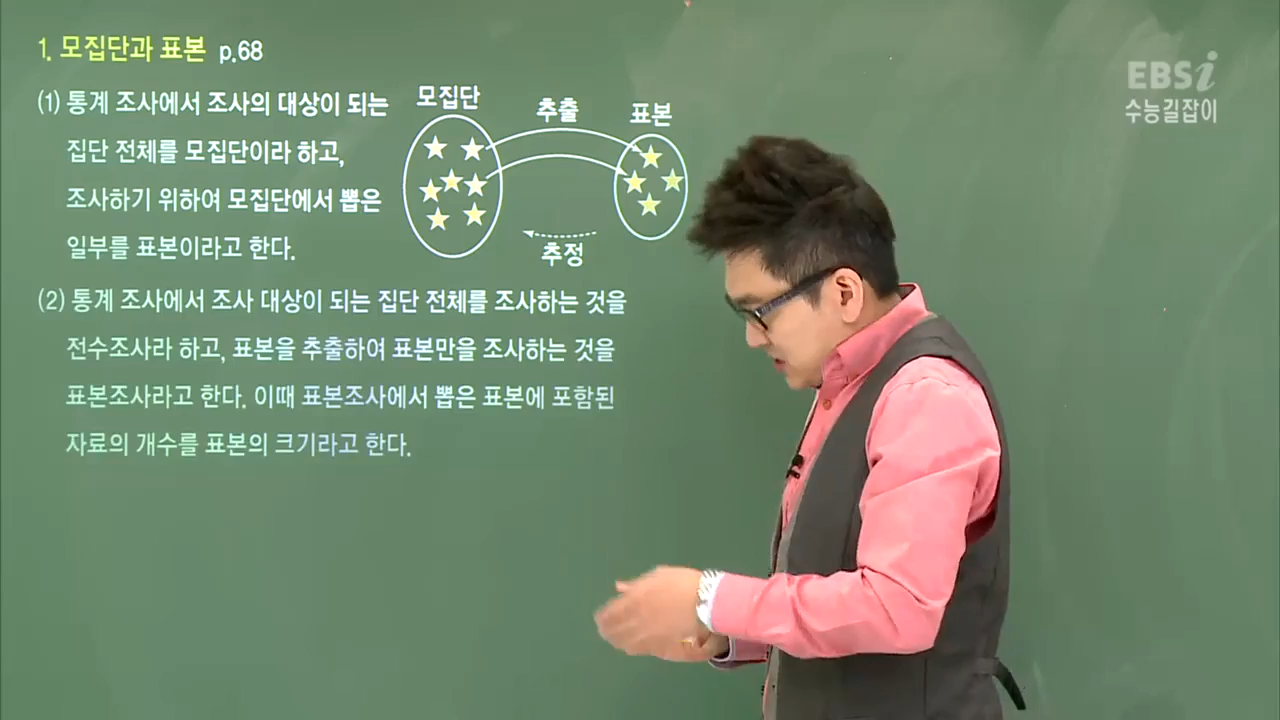 1. 모집단과 표본 p.68
(1) 통계 조사에서 조사의 대상이 되는
집단 전체를 모집단이라 하고,
조사하기 위하여 모집단에서 뽑은
일부를 표본이라고 한다.
모집단
추출
표본
추정
(2) 통계 조사에서 조사 대상이 되는 집단 전체를 조사하는 것을
전수조사라 하고, 표본을 추출하여 표본만을 조사하는 것을
표본조사라고 한다. 이때 표본조사에서 뽑은 표본에 포함된
자료의 개수를 표본의 크기라고 한다.
EBSi
수능길잡이